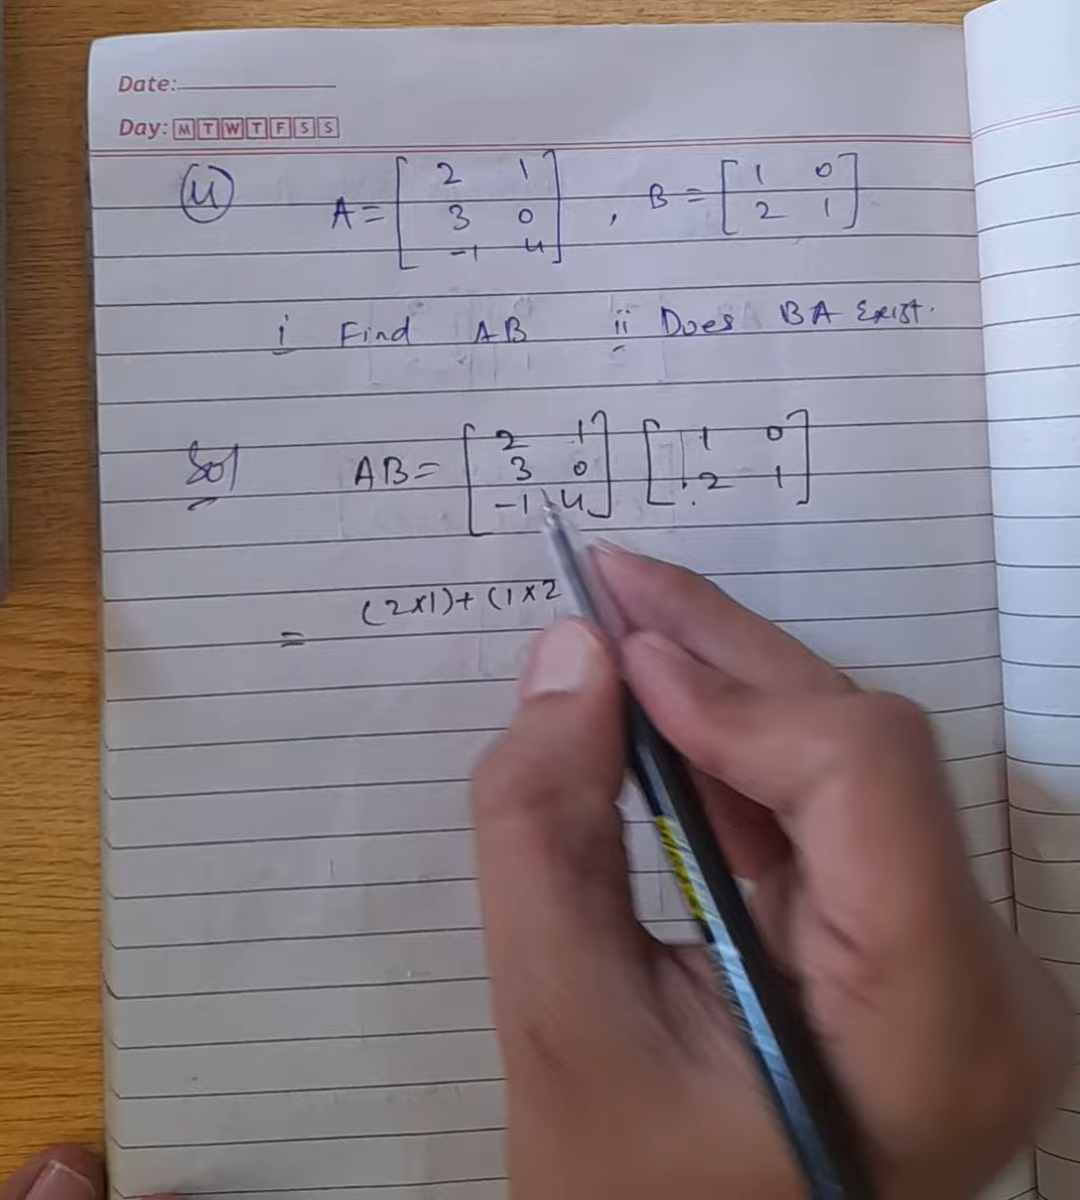 Date:
Day: M T W T F S S
4 A = [ 2 1 , B = [ 1 0
3 0 2 1 ]
-1 4 ]
i Find AB ii Does BA Exist.
Sol AB = [ 2 1 ] [ 1 0 ]
3 0
-1 4 2 1
= (2×1)+(1×2